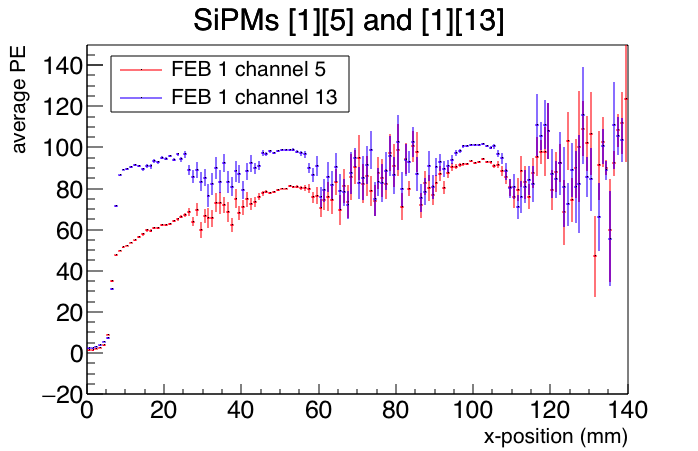 SiPMs [1][5] and [1][13]
average PE
FEB 1 channel 5
FEB 1 channel 13
140
120
100
80
60
40
20
0
−20
0 20 40 60 80 100 120 140
x-position (mm)